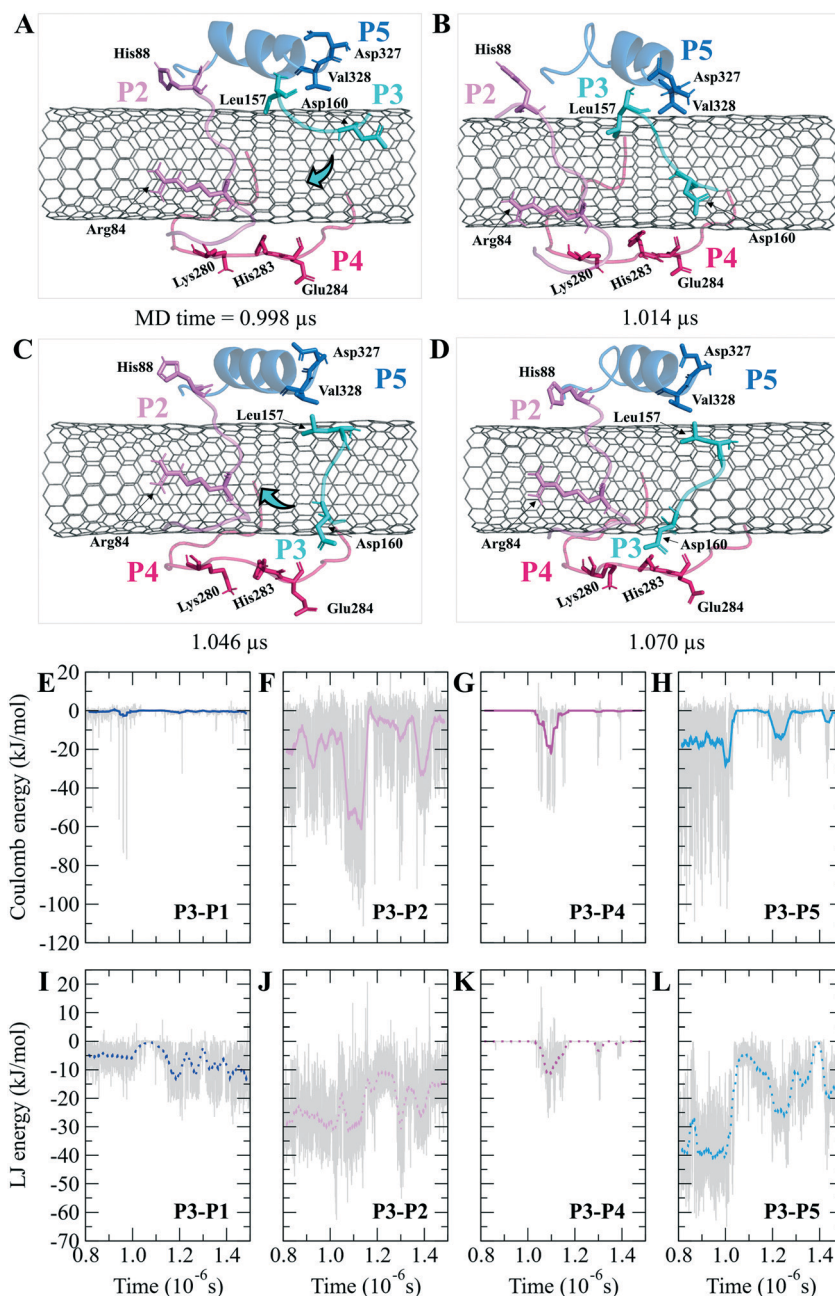 A
His88
P2
P5
Asp327
Val328
Leu157
Asp160
P3
Arg84
P4
Lys280
His283
Glu284
MD time = 0.998 µs
B
His88
P2
P5
P3
Asp327
Val328
Leu157
Arg84
Asp160
P4
Lys280
His283
Glu284
1.014 µs
C
His88
P2
Asp327
P5
Val328
Leu157
Arg84
P4
P3
Asp160
Lys280
His283
Glu284
1.046 µs
D
His88
P2
Asp327
P5
Val328
Leu157
Arg84
P4
P3
Asp160
Lys280
His283
Glu284
1.070 µs
E F G H
Coulomb energy (kJ/mol)
20
0
-20
-40
-60
-80
-100
-120
P3-P1 P3-P2 P3-P4 P3-P5
I J K L
LJ energy (kJ/mol)
20
10
0
-10
-20
-30
-40
-50
-60
-70
P3-P1 P3-P2 P3-P4 P3-P5
0.8 1.0 1.2 1.4 0.8 1.0 1.2 1.4 0.8 1.0 1.2 1.4 0.8 1.0 1.2 1.4
Time (10⁻⁶s) Time (10⁻⁶s) Time (10⁻⁶s) Time (10⁻⁶s)